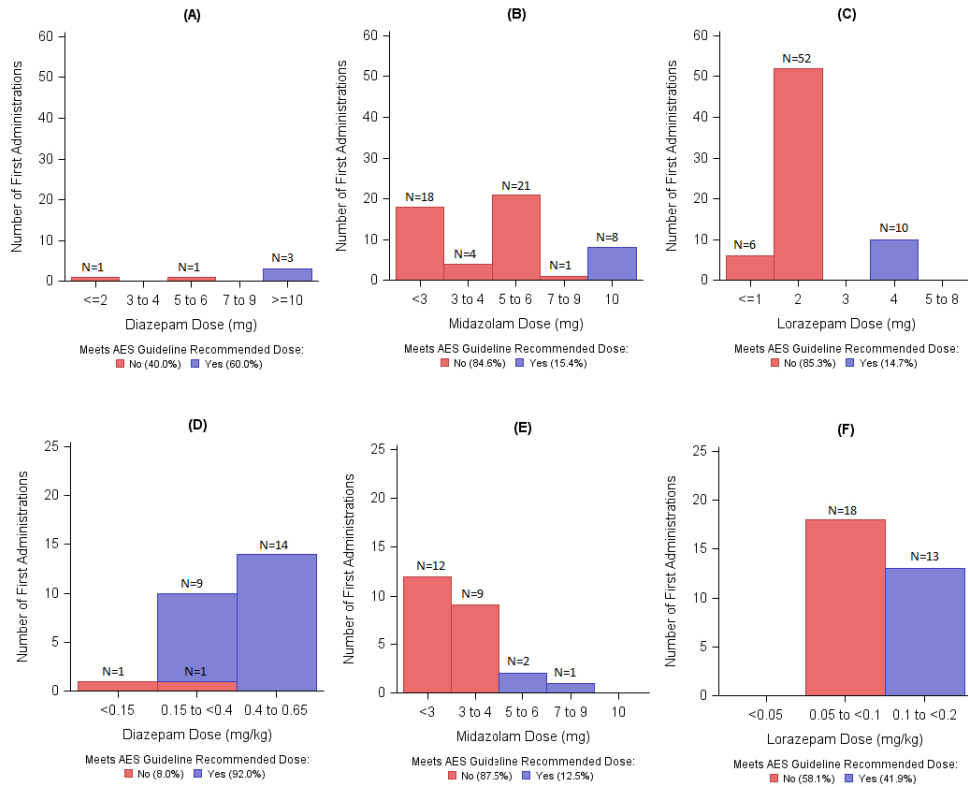 (A)
60
50
40
30
20
10
0
Number of First Administrations
N=1
N=1
N=3
<=2 3 to 4 5 to 6 7 to 9 >=10
Diazepam Dose (mg)
Meets AES Guideline Recommended Dose:
No (40.0%) Yes (60.0%)
(B)
60
50
40
30
20
10
0
Number of First Administrations
N=18
N=4
N=21
N=1
N=8
<3 3 to 4 5 to 6 7 to 9 10
Midazolam Dose (mg)
Meets AES Guideline Recommended Dose:
No (84.6%) Yes (15.4%)
(C)
60
50
40
30
20
10
0
Number of First Administrations
N=6
N=52
N=10
<=1 2 3 4 5 to 8
Lorazepam Dose (mg)
Meets AES Guideline Recommended Dose:
No (85.3%) Yes (14.7%)
(D)
25
20
15
10
5
0
Number of First Administrations
N=1
N=9
N=1
N=14
<0.15 0.15 to <0.4 0.4 to 0.65
Diazepam Dose (mg/kg)
Meets AES Guideline Recommended Dose:
No (8.0%) Yes (92.0%)
(E)
25
20
15
10
5
0
Number of First Administrations
N=12
N=9
N=2
N=1
<3 3 to 4 5 to 6 7 to 9 10
Midazolam Dose (mg)
Meets AES Guideline Recommended Dose:
No (87.5%) Yes (12.5%)
(F)
25
20
15
10
5
0
Number of First Administrations
N=18
N=13
<0.05 0.05 to <0.1 0.1 to <0.2
Lorazepam Dose (mg/kg)
Meets AES Guideline Recommended Dose:
No (58.1%) Yes (41.9%)